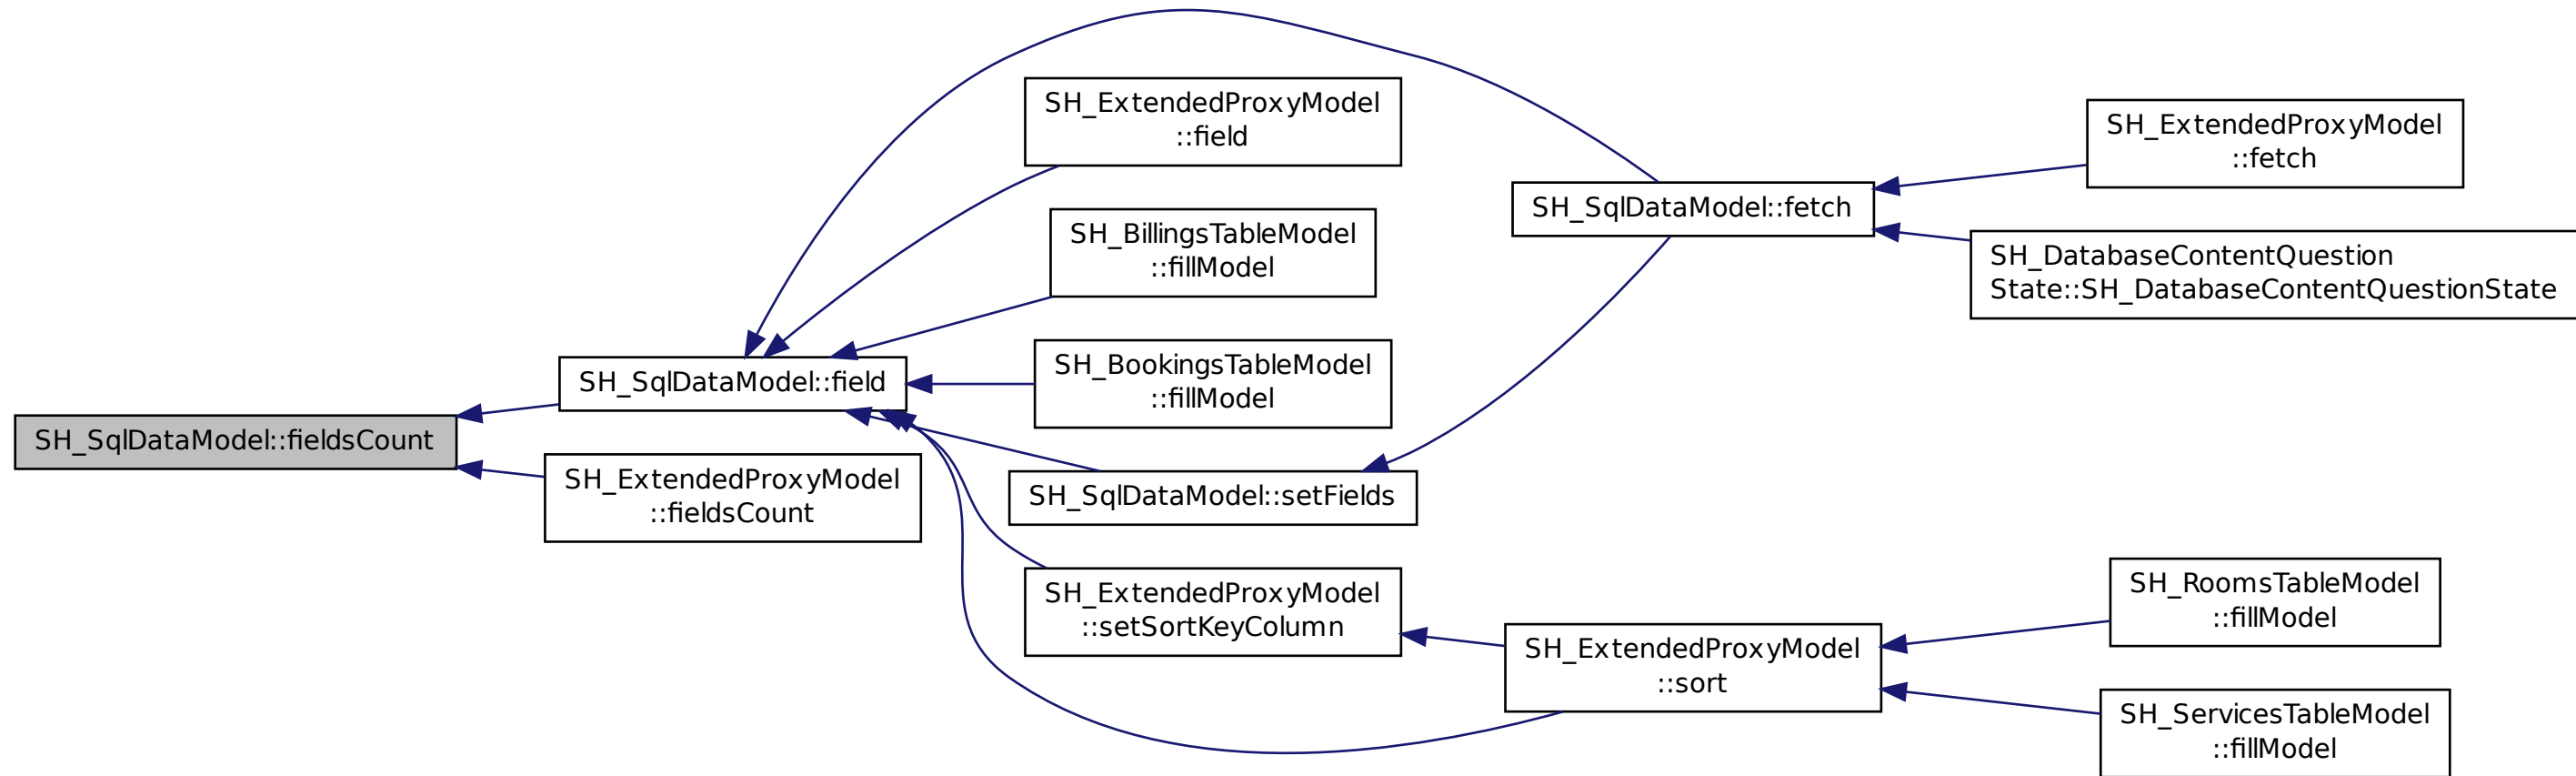 SH_SqlDataModel::fieldsCount
SH_SqlDataModel::field
SH_ExtendedProxyModel
::fieldsCount
SH_ExtendedProxyModel
::field
SH_BillingsTableModel
::fillModel
SH_BookingsTableModel
::fillModel
SH_SqlDataModel::setFields
SH_ExtendedProxyModel
::setSortKeyColumn
SH_SqlDataModel::fetch
SH_ExtendedProxyModel
::sort
SH_ExtendedProxyModel
::fetch
SH_DatabaseContentQuestion
State::SH_DatabaseContentQuestionState
SH_RoomsTableModel
::fillModel
SH_ServicesTableModel
::fillModel